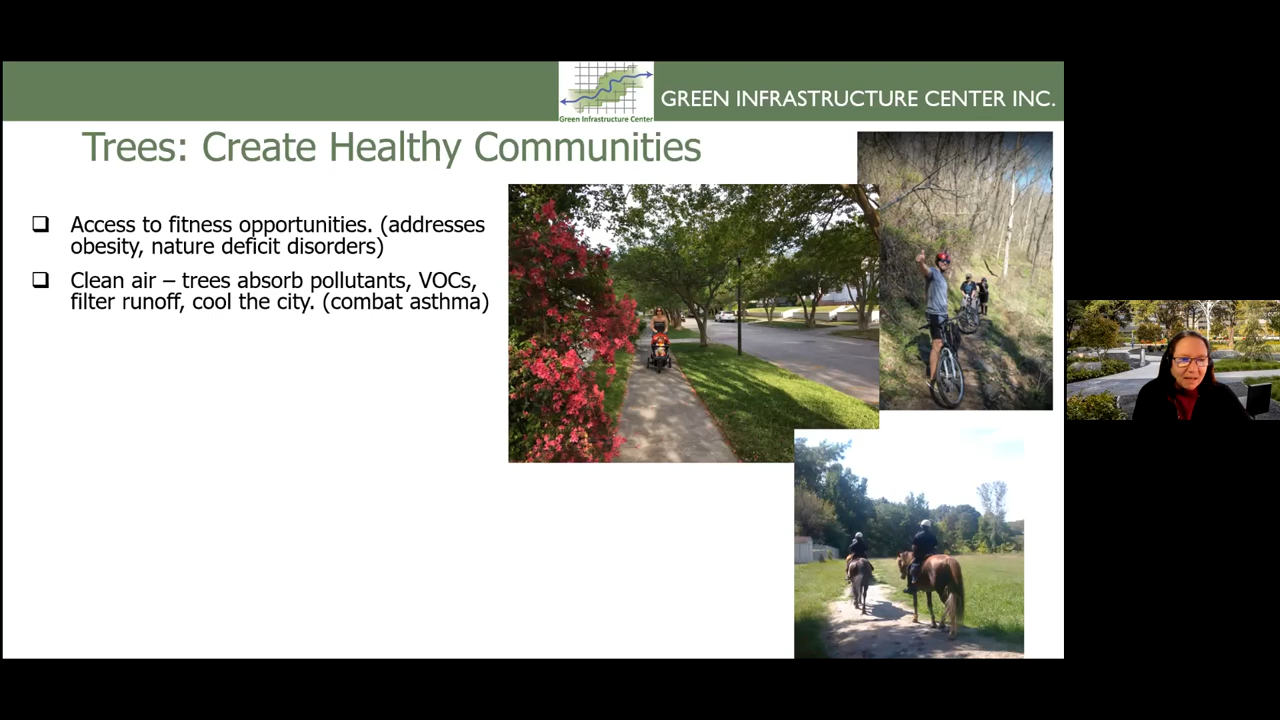 Green Infrastructure Center
GREEN INFRASTRUCTURE CENTER INC.
Trees: Create Healthy Communities
Access to fitness opportunities. (addresses
obesity, nature deficit disorders)
Clean air – trees absorb pollutants, VOCs,
filter runoff, cool the city. (combat asthma)